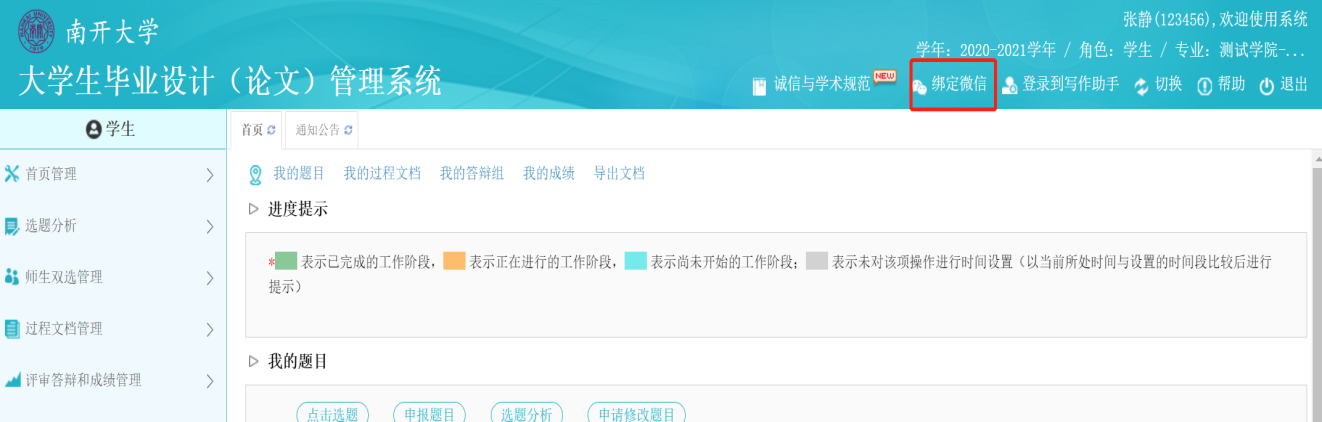 南开大学
大学生毕业设计（论文）管理系统
张静(123456), 欢迎使用系统
学年: 2020-2021学年 / 角色: 学生 / 专业: 测试学院-...
诚信与学术规范 NEW 绑定微信 登录到写作助手 切换 帮助 退出
学生
首页 通知公告
首页管理
选题分析
师生双选管理
过程文档管理
评审答辩和成绩管理
我的题目 我的过程文档 我的答辩组 我的成绩 导出文档
进度提示
* 表示已完成的工作阶段, 表示正在进行的工作阶段, 表示尚未开始的工作阶段; 表示未对该项操作进行时间设置（以当前所处时间与设置的时间段比较后进行
提示）
我的题目
点击选题 申报题目 选题分析 申请修改题目